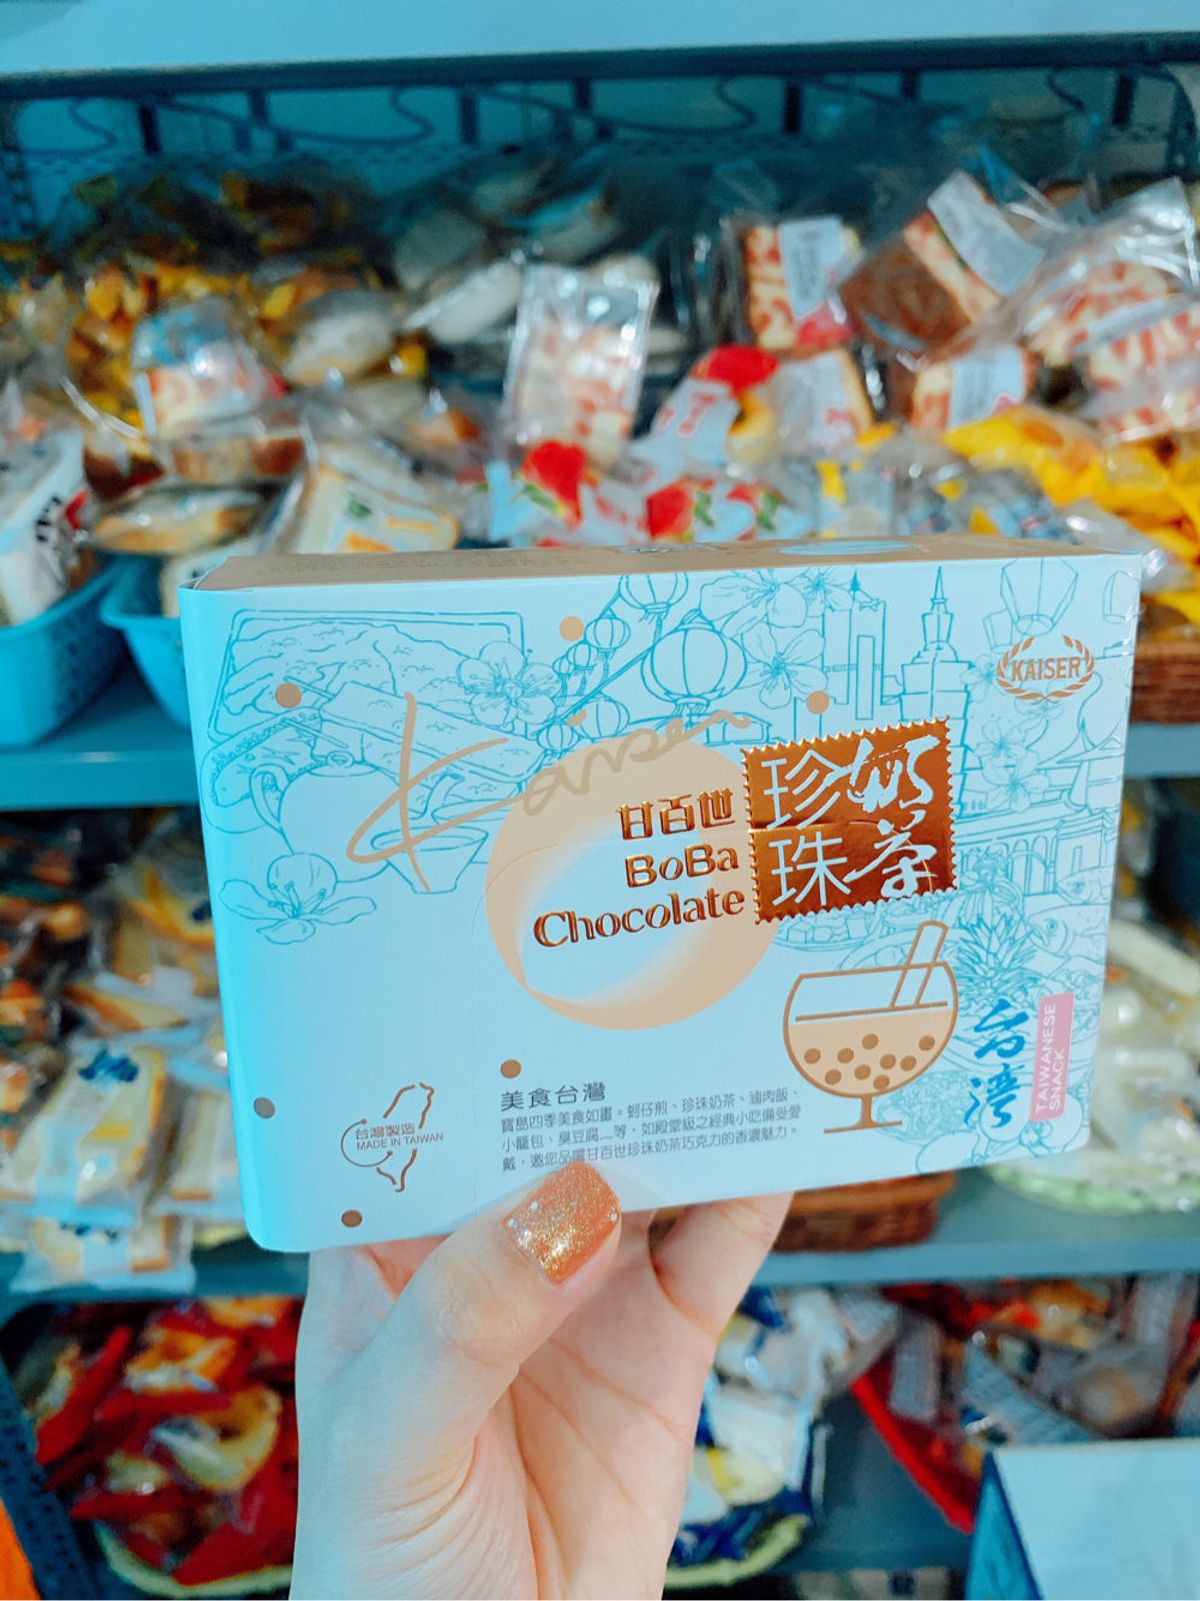 KAISER
Kaiser
甘百世
BoBa
Chocolate
珍珠
奶茶
台灣
TAIWANESE
SNACK
台灣製造
MADE IN TAIWAN
美食台灣
寶島四季美食如畫。蚵仔煎、珍珠奶茶、滷肉飯、
小籠包、臭豆腐.....等，如殿堂級之經典小吃備受愛
戴，邀您品嚐甘百世珍珠奶茶巧克力的香濃魅力。